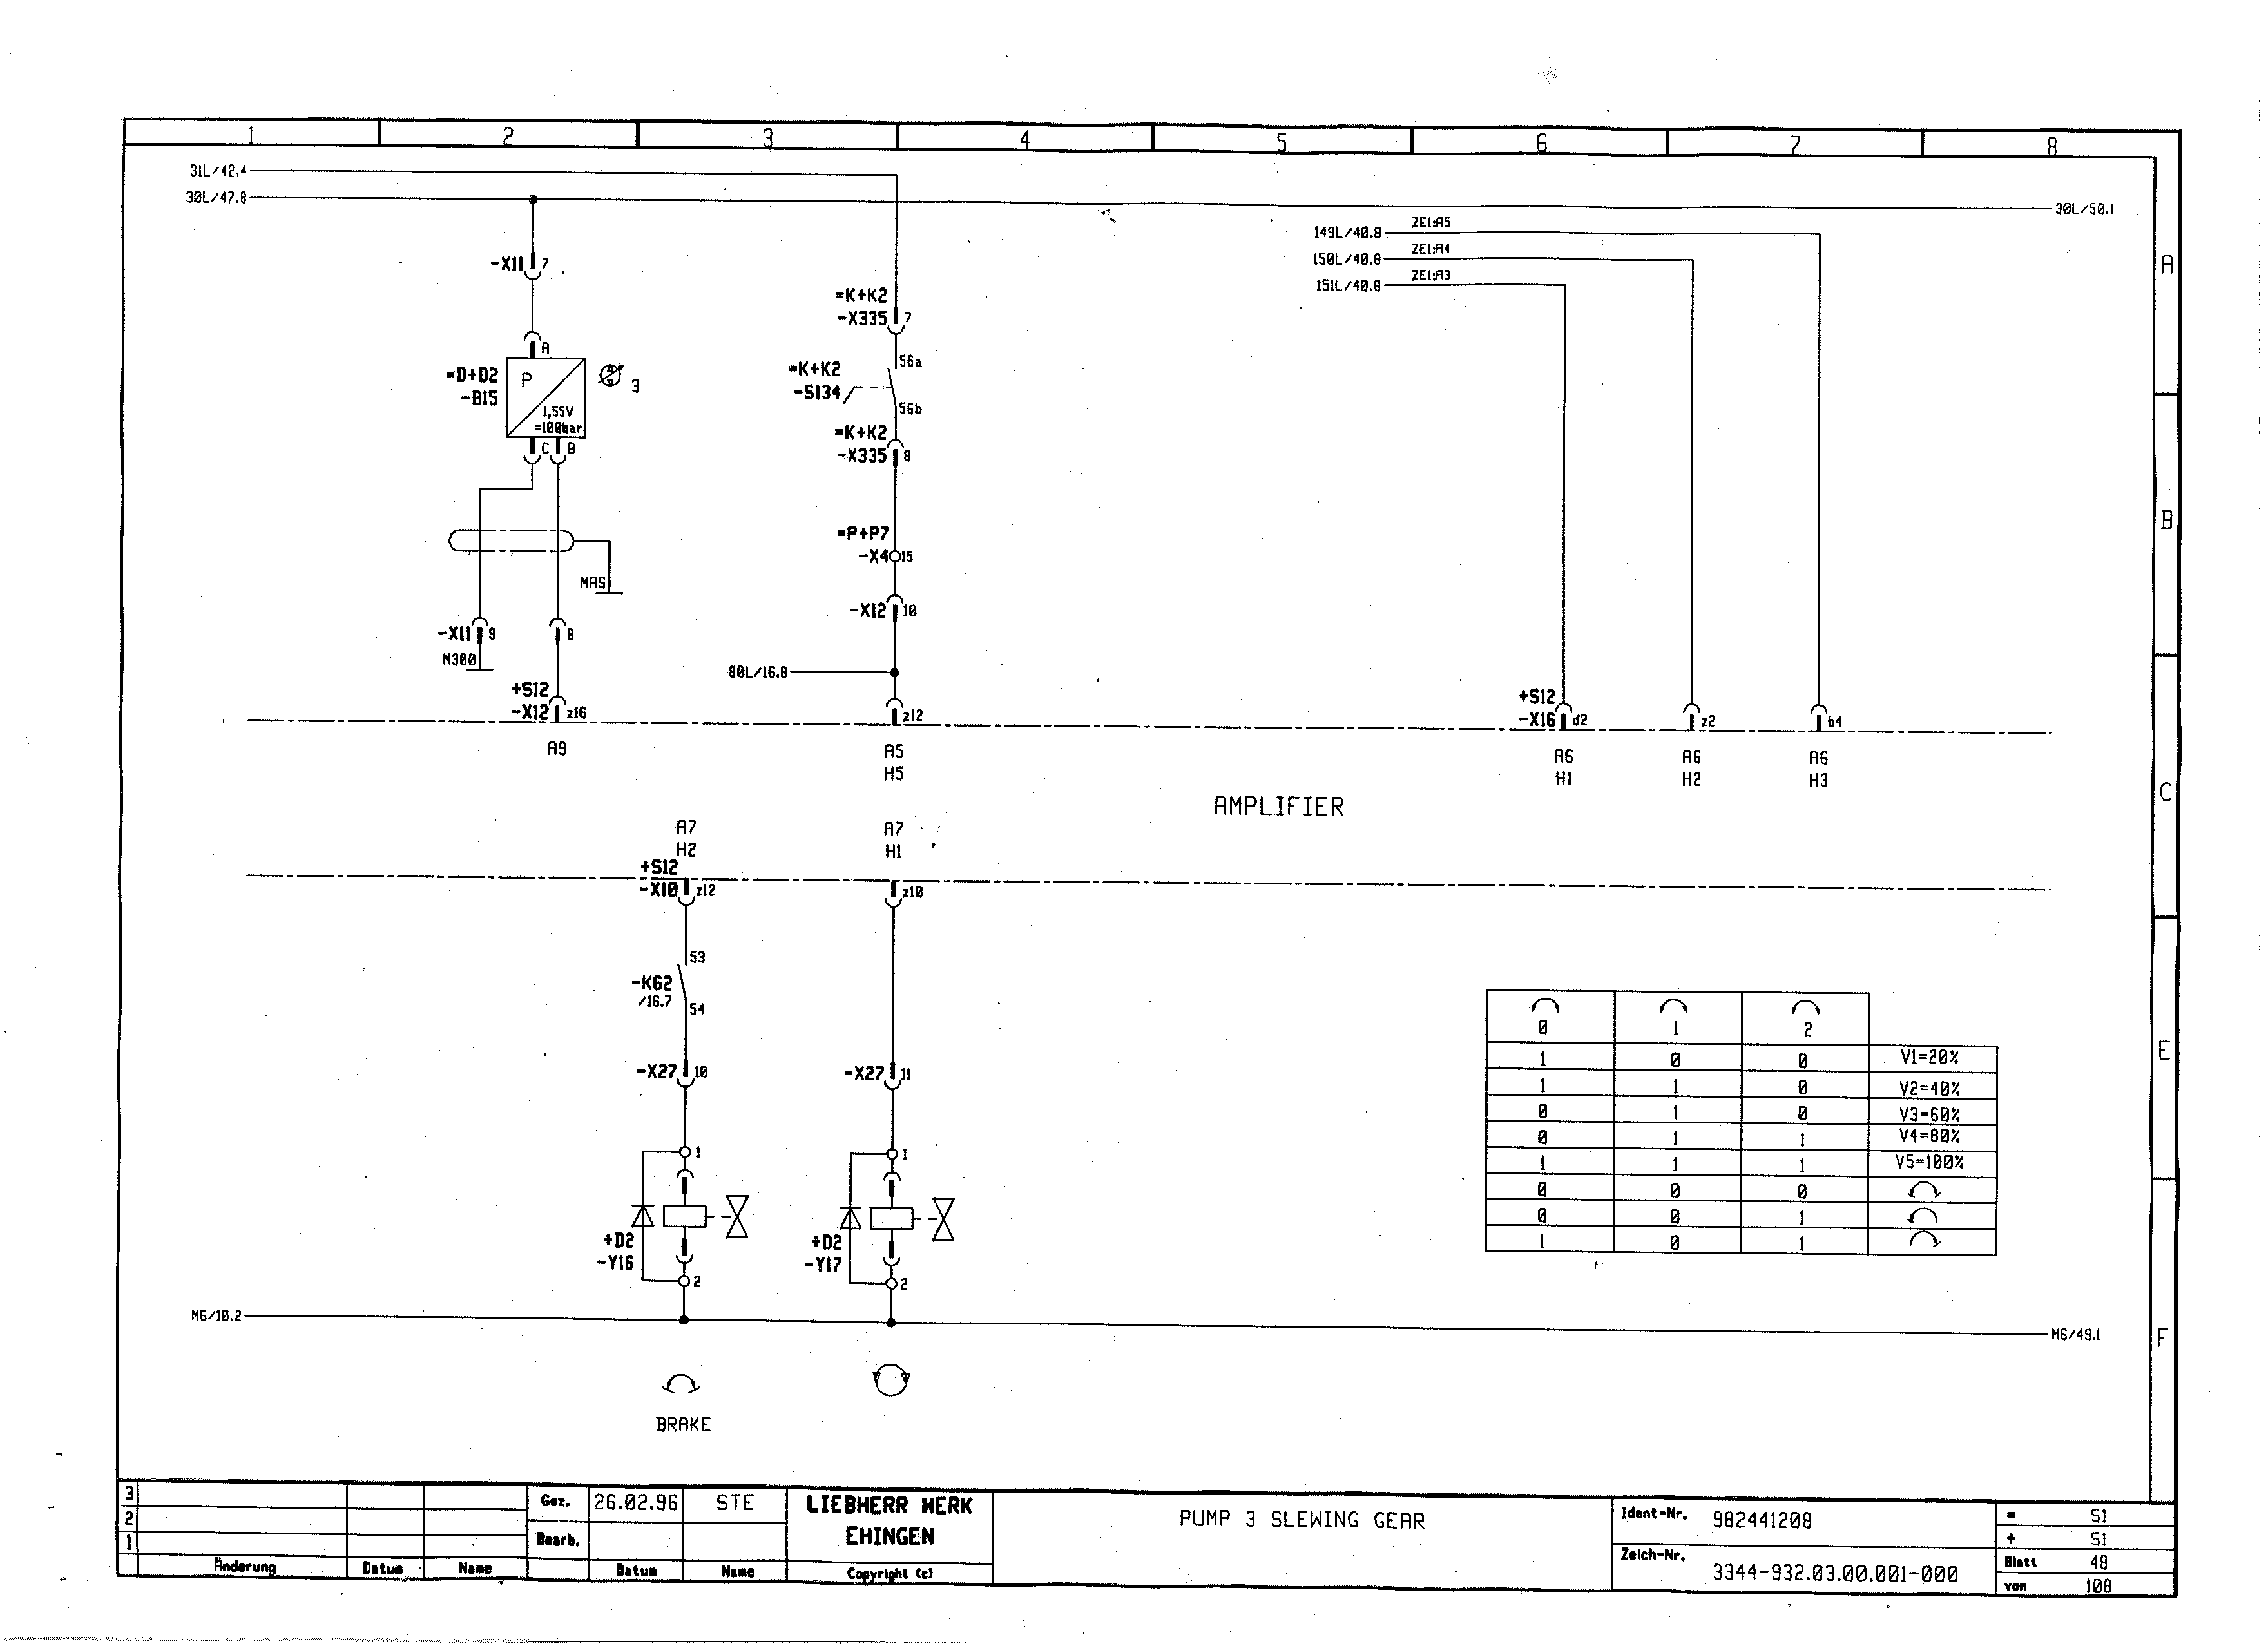 1 2 3 4 5 6 7 8
31L/42.4
30L/47.8
30L/50.1
149L/40.8 ZE1:A5
150L/40.8 ZE1:A4
151L/40.8 ZE1:A3
A
B
C
E
F
-X11 7
A
=D+D2
-B15
P
1,55V
=100bar
3
C B
MAS
-X11 9
M300
8
+S12
-X12 z16
A9
=K+K2
-X335 7
56a
=K+K2
-S134
56b
=K+K2
-X335 8
=P+P7
-X4 15
-X12 10
80L/16.8
z12
A5
H5
+S12
-X16 d2
z2
b4
A6
H1
A6
H2
A6
H3
AMPLIFIER
A7
H2
A7
H1
+S12
-X10 z12
z10
53
-K62
/16.7
54
-X27 10
-X27 11
1
1
+D2
-Y16
+D2
-Y17
2
2
M6/10.2
M6/49.1
BRAKE
0 1 2
1 0 0 V1=20%
1 1 0 V2=40%
0 1 0 V3=60%
0 1 1 V4=80%
1 1 1 V5=100%
0 0 0
0 0 1
1 0 1
3
2
1
Änderung Datum Name
Gez. 26.02.96 STE
Bearb.
Datum Name
LIEBHERR WERK
EHINGEN
Copyright (c)
PUMP 3 SLEWING GEAR
Ident-Nr. 982441208
Zeich-Nr. 3344-932.03.00.001-000
= S1
+ S1
Blatt 48
von 108